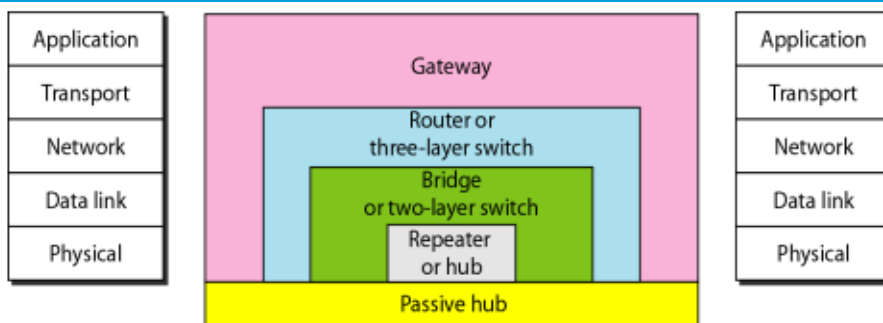 Application
Transport
Network
Data link
Physical
Gateway
Router or
three-layer switch
Bridge
or two-layer switch
Repeater
or hub
Passive hub
Application
Transport
Network
Data link
Physical